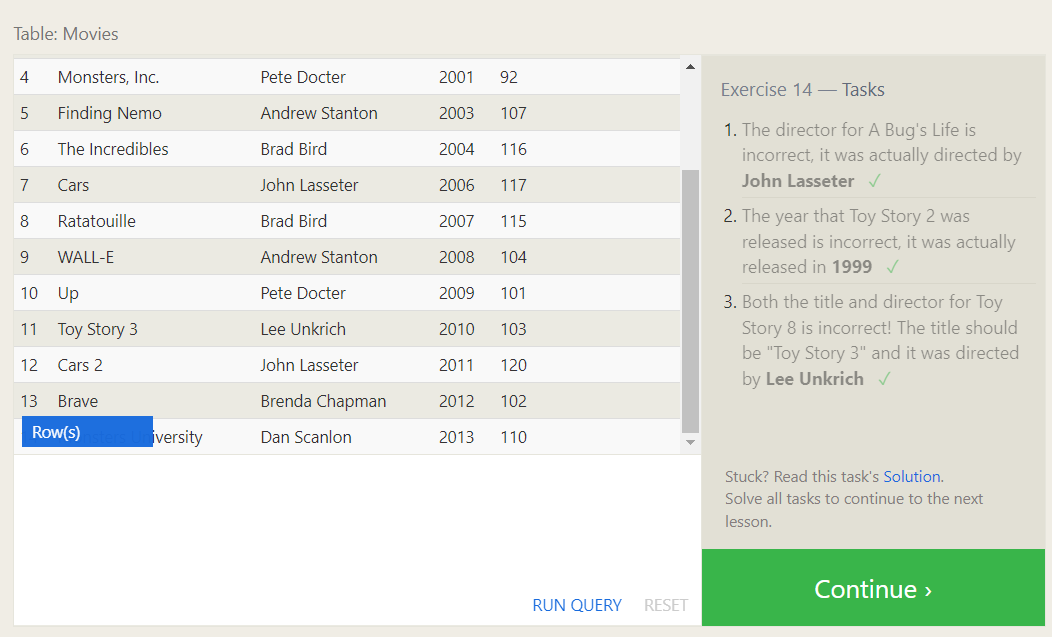 Table: Movies
4 Monsters, Inc. Pete Docter 2001 92
5 Finding Nemo Andrew Stanton 2003 107
6 The Incredibles Brad Bird 2004 116
7 Cars John Lasseter 2006 117
8 Ratatouille Brad Bird 2007 115
9 WALL-E Andrew Stanton 2008 104
10 Up Pete Docter 2009 101
11 Toy Story 3 Lee Unkrich 2010 103
12 Cars 2 John Lasseter 2011 120
13 Brave Brenda Chapman 2012 102
Row(s)
Dan Scanlon 2013 110
RUN QUERY RESET
Exercise 14 — Tasks
1. The director for A Bug's Life is
incorrect, it was actually directed by
John Lasseter ✓
2. The year that Toy Story 2 was
released is incorrect, it was actually
released in 1999 ✓
3. Both the title and director for Toy
Story 8 is incorrect! The title should
be "Toy Story 3" and it was directed
by Lee Unkrich ✓
Stuck? Read this task's Solution.
Solve all tasks to continue to the next
lesson.
Continue ›